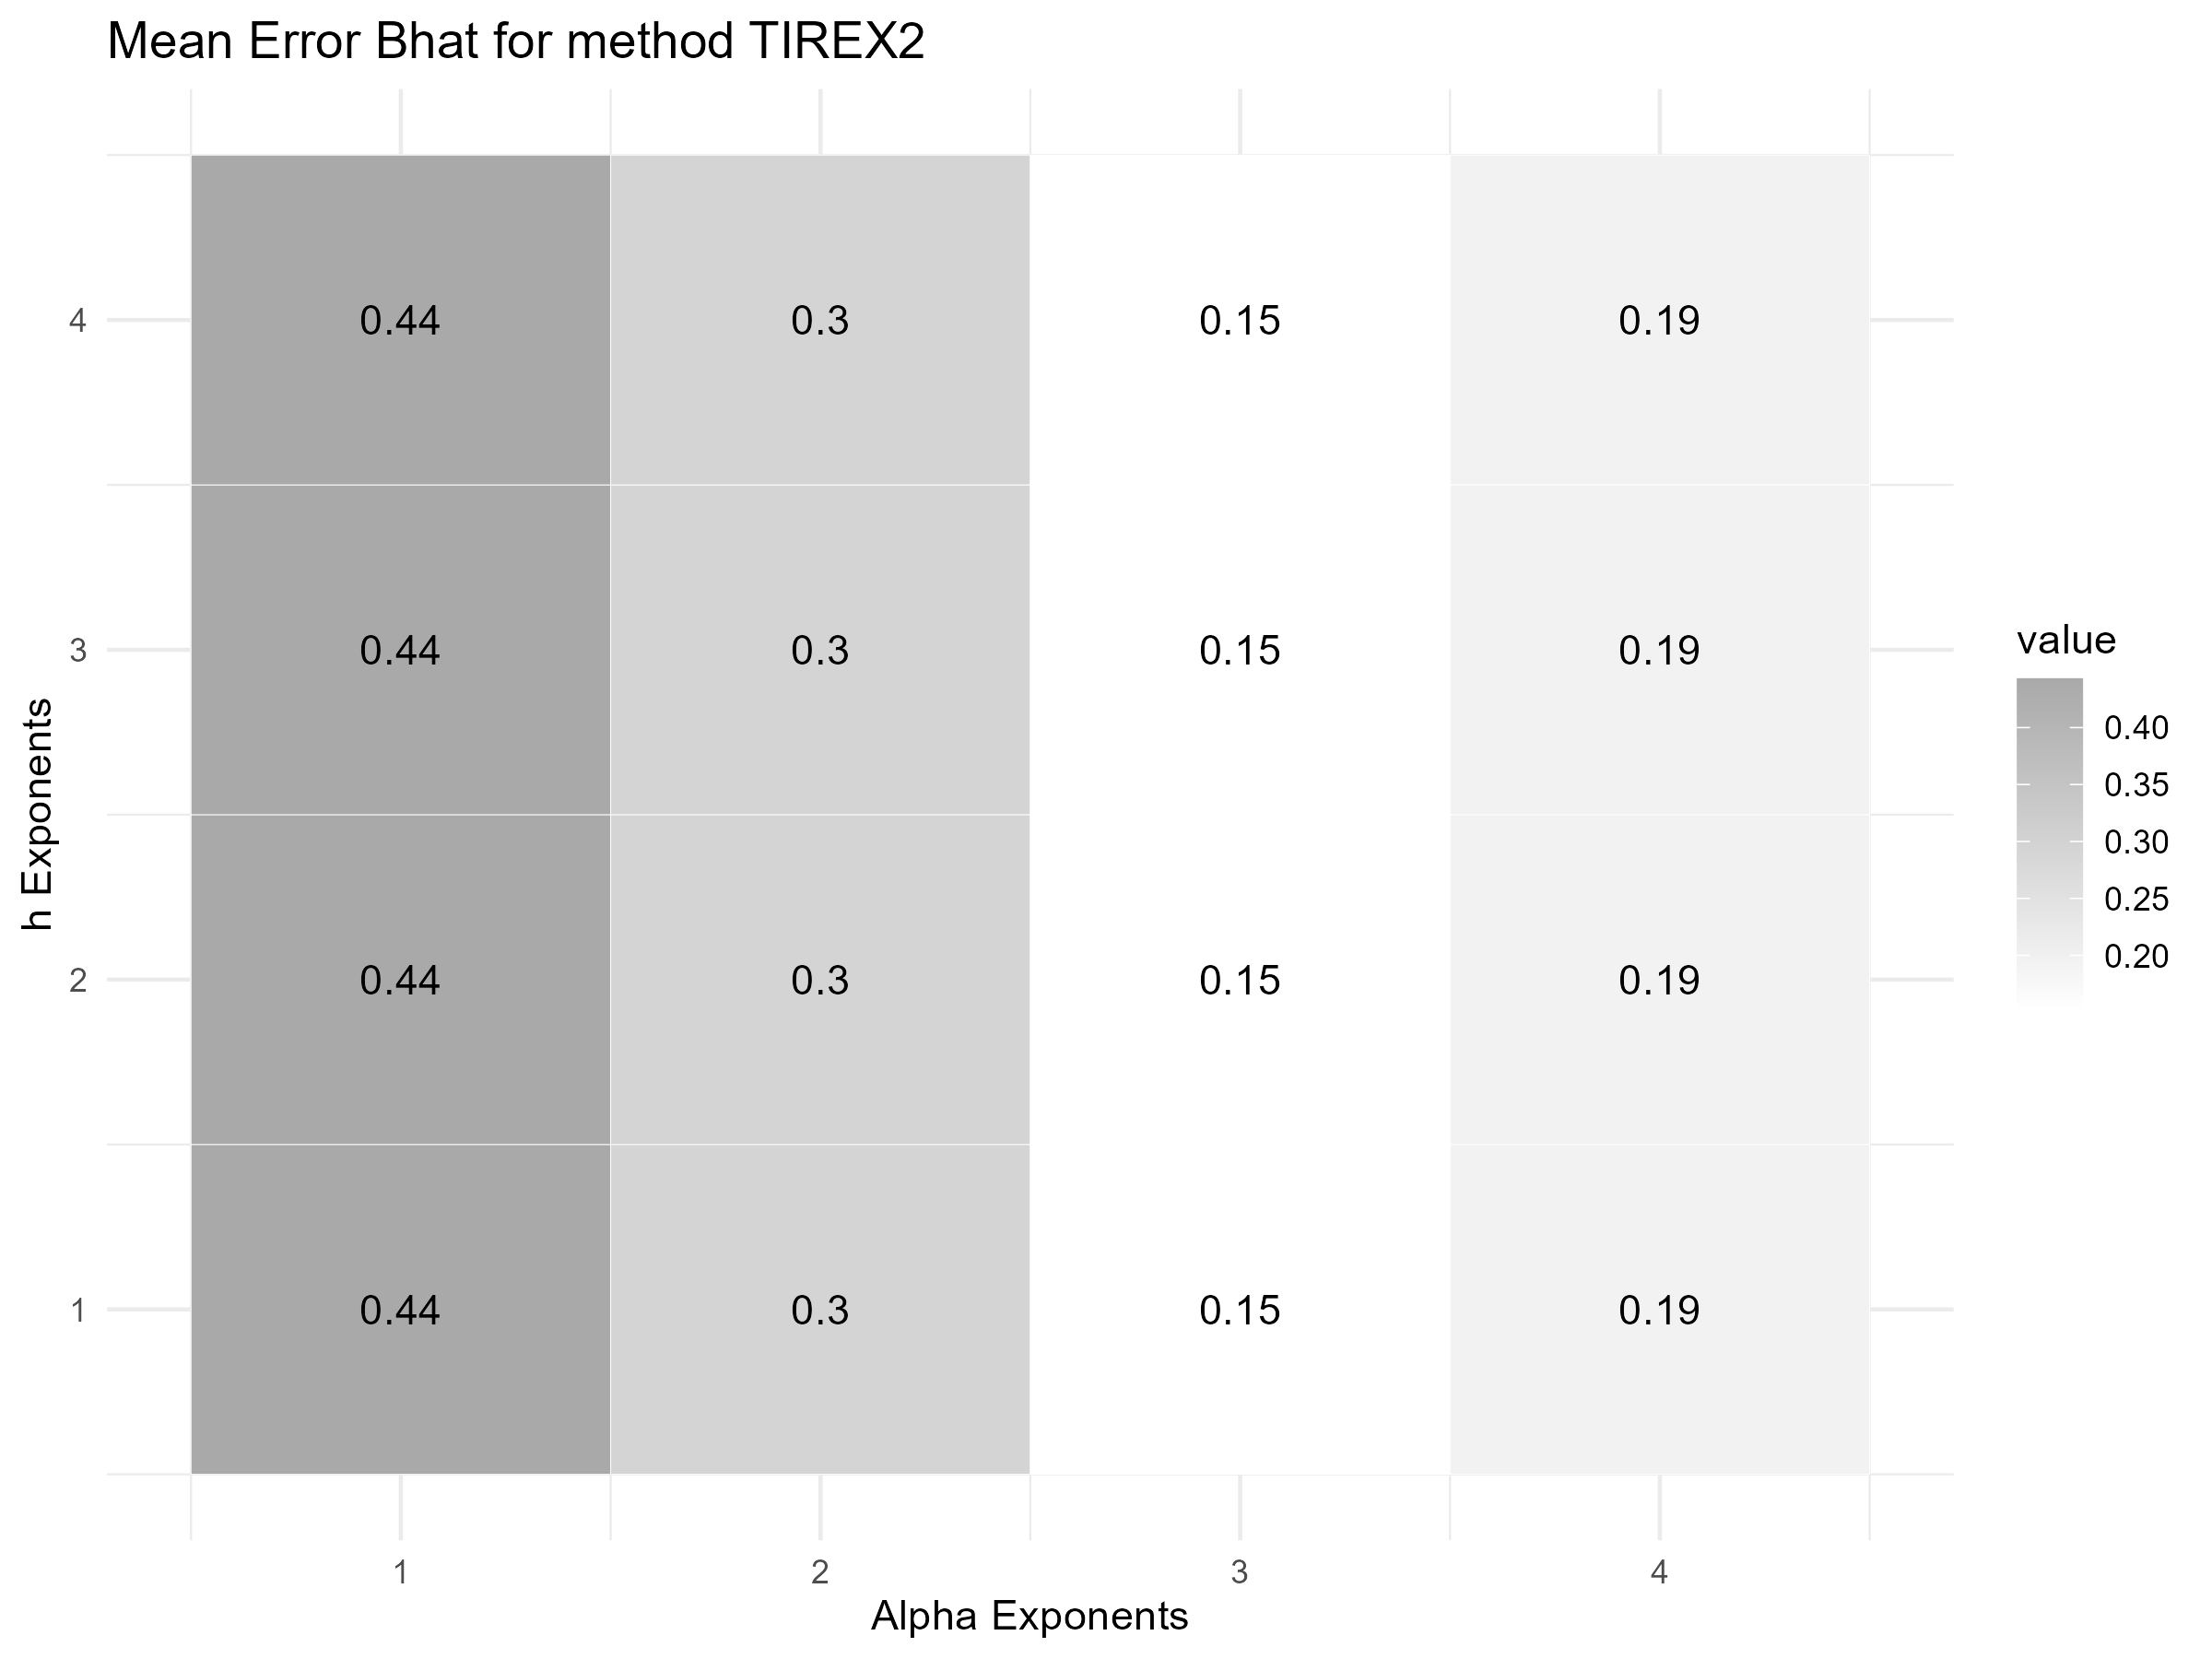 Mean Error Bhat for method TIREX2
h Exponents
4
0.44 0.3 0.15 0.19
3
0.44 0.3 0.15 0.19
2
0.44 0.3 0.15 0.19
1
0.44 0.3 0.15 0.19
1 2 3 4
Alpha Exponents
value
0.40
0.35
0.30
0.25
0.20